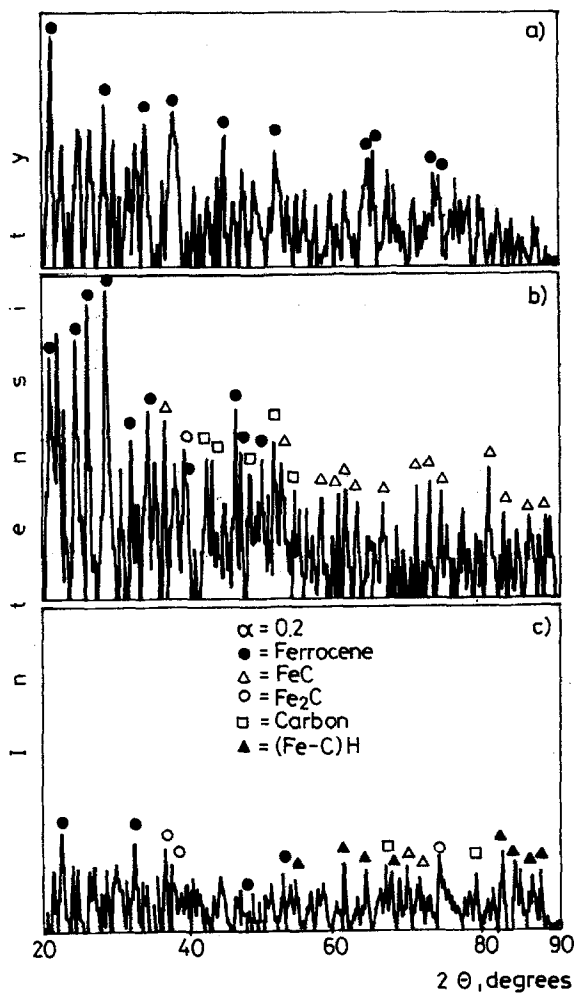 a)
b)
c)
I n t e n s i t y
α = 0.2
● = Ferrocene
△ = FeC
○ = Fe₂C
□ = Carbon
▲ = (Fe-C)H
20 40 60 80 90
2 Θ, degrees